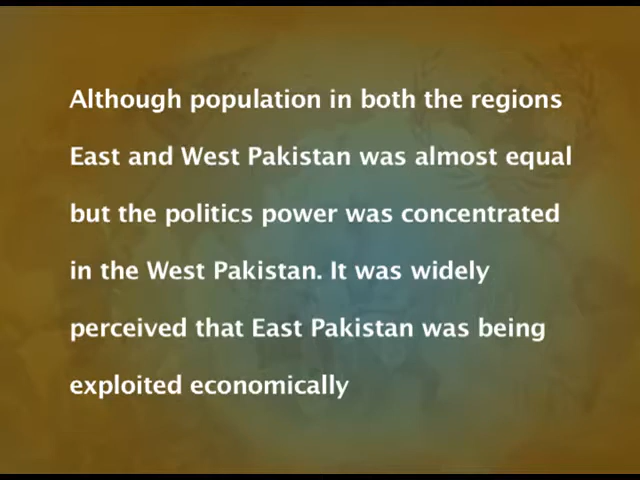 Although population in both the regions
East and West Pakistan was almost equal
but the politics power was concentrated
in the West Pakistan. It was widely
perceived that East Pakistan was being
exploited economically